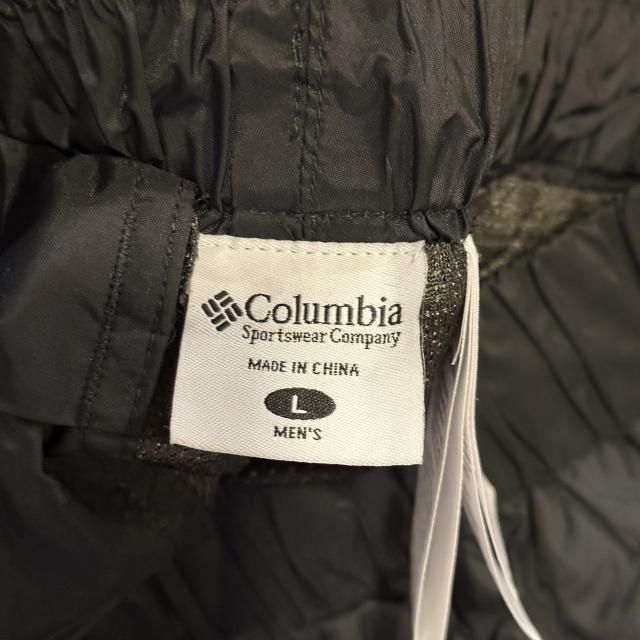 Columbia
Sportswear Company
MADE IN CHINA
L
MEN'S